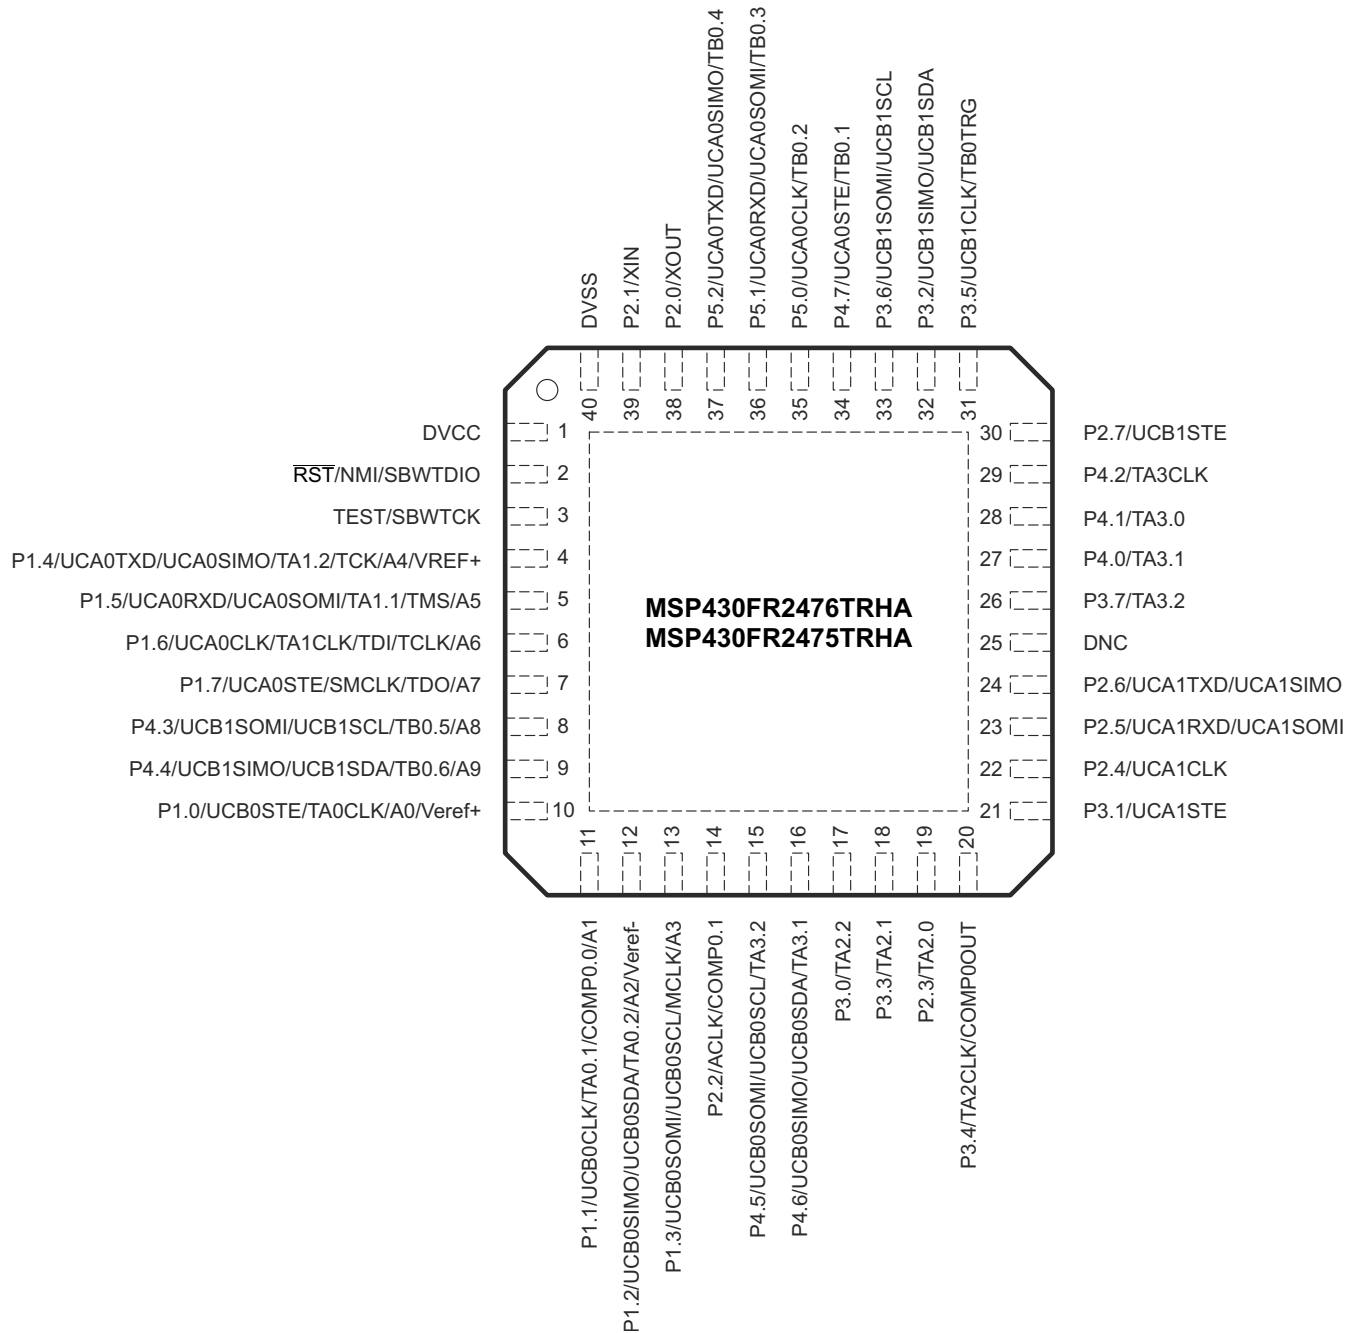 P5.2/UCA0TXD/UCA0SIMO/TB0.4
P5.1/UCA0RXD/UCA0SOMI/TB0.3
P5.0/UCA0CLK/TB0.2
P4.7/UCA0STE/TB0.1
P3.6/UCB1SOMI/UCB1SCL
P3.2/UCB1SIMO/UCB1SDA
P3.5/UCB1CLK/TB0TRG
DVSS
P2.1/XIN
P2.0/XOUT
40
39
38
37
36
35
34
33
32
31
DVCC
1
RST/NMI/SBWTDIO
2
TEST/SBWTCK
3
P1.4/UCA0TXD/UCA0SIMO/TA1.2/TCK/A4/VREF+
4
P1.5/UCA0RXD/UCA0SOMI/TA1.1/TMS/A5
5
P1.6/UCA0CLK/TA1CLK/TDI/TCLK/A6
6
P1.7/UCA0STE/SMCLK/TDO/A7
7
P4.3/UCB1SOMI/UCB1SCL/TB0.5/A8
8
P4.4/UCB1SIMO/UCB1SDA/TB0.6/A9
9
P1.0/UCB0STE/TA0CLK/A0/Veref+
10
MSP430FR2476TRHA
MSP430FR2475TRHA
30
P2.7/UCB1STE
29
P4.2/TA3CLK
28
P4.1/TA3.0
27
P4.0/TA3.1
26
P3.7/TA3.2
25
DNC
24
P2.6/UCA1TXD/UCA1SIMO
23
P2.5/UCA1RXD/UCA1SOMI
22
P2.4/UCA1CLK
21
P3.1/UCA1STE
11
12
13
14
15
16
17
18
19
20
P1.1/UCB0CLK/TA0.1/COMP0.0/A1
P1.2/UCB0SIMO/UCB0SDA/TA0.2/A2/Veref-
P1.3/UCB0SOMI/UCB0SCL/MCLK/A3
P2.2/ACLK/COMP0.1
P4.5/UCB0SOMI/UCB0SCL/TA3.2
P4.6/UCB0SIMO/UCB0SDA/TA3.1
P3.0/TA2.2
P3.3/TA2.1
P2.3/TA2.0
P3.4/TA2CLK/COMP0OUT